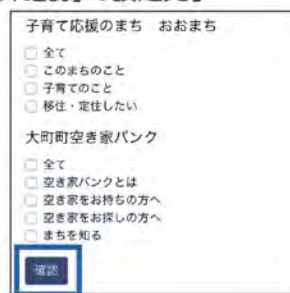 子育て応援のまち おおまち
全て
このまちのこと
子育てのこと
移住・定住したい
大町町空き家バンク
全て
空き家バンクとは
空き家をお持ちの方へ
空き家をお探しの方へ
まちを知る
確認